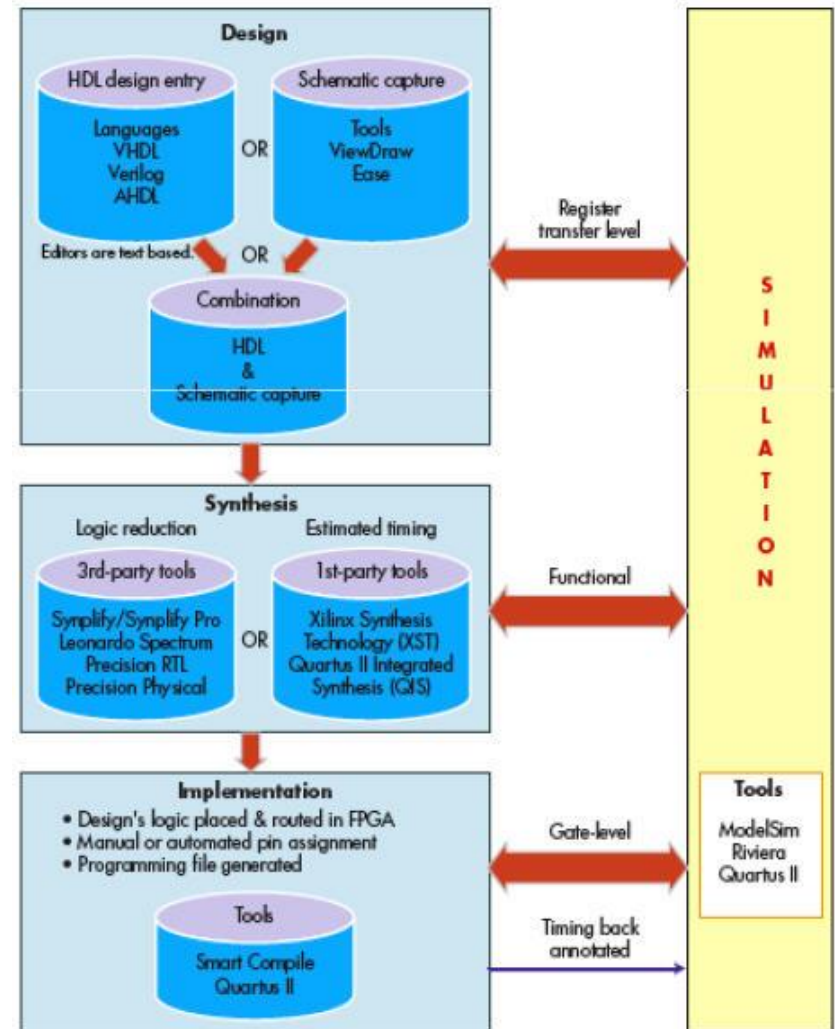 Design
HDL design entry
Languages
VHDL
Verilog
AHDL
OR
Schematic capture
Tools
ViewDraw
Ease
Editors are text based.
OR
Combination
HDL
&
Schematic capture
Register
transfer level
Synthesis
Logic reduction
Estimated timing
3rd-party tools
Synplify/Synplify Pro
Leonardo Spectrum
Precision RTL
Precision Physical
OR
1st-party tools
Xilinx Synthesis
Technology (XST)
Quartus II Integrated
Synthesis (QIS)
Functional
Implementation
• Design's logic placed & routed in FPGA
• Manual or automated pin assignment
• Programming file generated
Tools
Smart Compile
Quartus II
Gate-level
Timing back
annotated
SIMULATION
Tools
ModelSim
Riviera
Quartus II